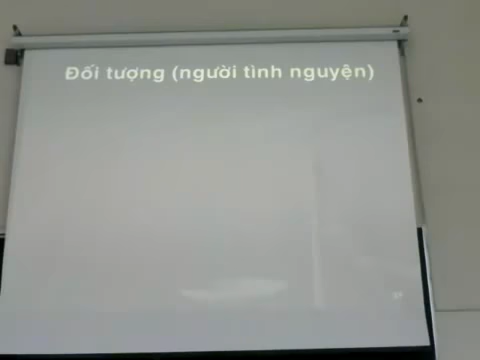 Đối tượng (người tình nguyện)